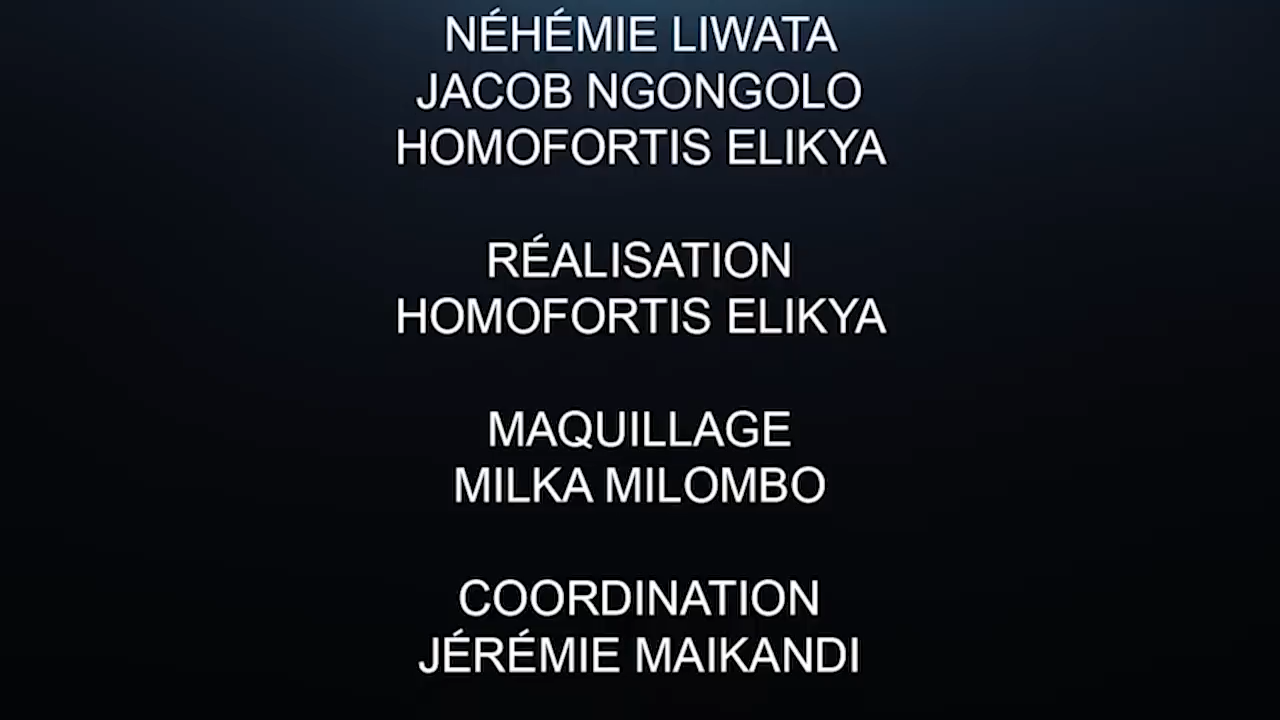 NÉHÉMIE LIWATA
JACOB NGONGOLO
HOMOFORTIS ELIKYA
RÉALISATION
HOMOFORTIS ELIKYA
MAQUILLAGE
MILKA MILOMBO
COORDINATION
JÉRÉMIE MAIKANDI